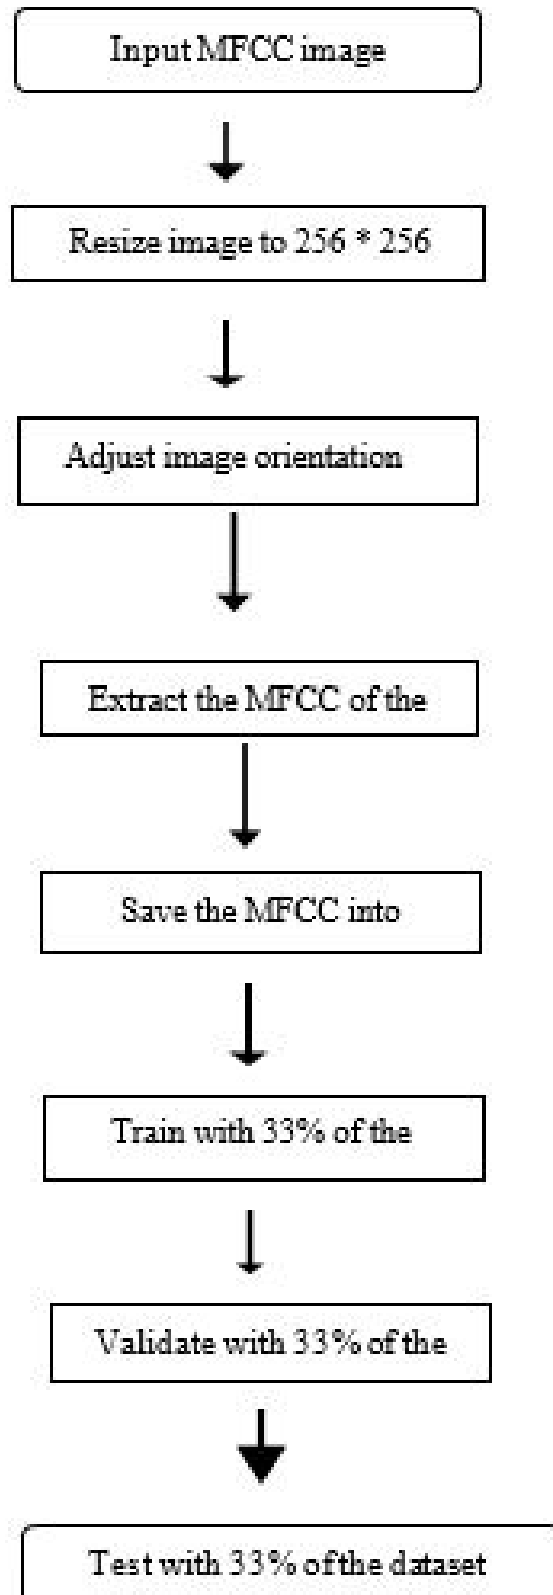 Input MFCC image
Resize image to 256 * 256
Adjust image orientation
Extract the MFCC of the
Save the MFCC into
Train with 33% of the
Validate with 33% of the
Test with 33% of the dataset